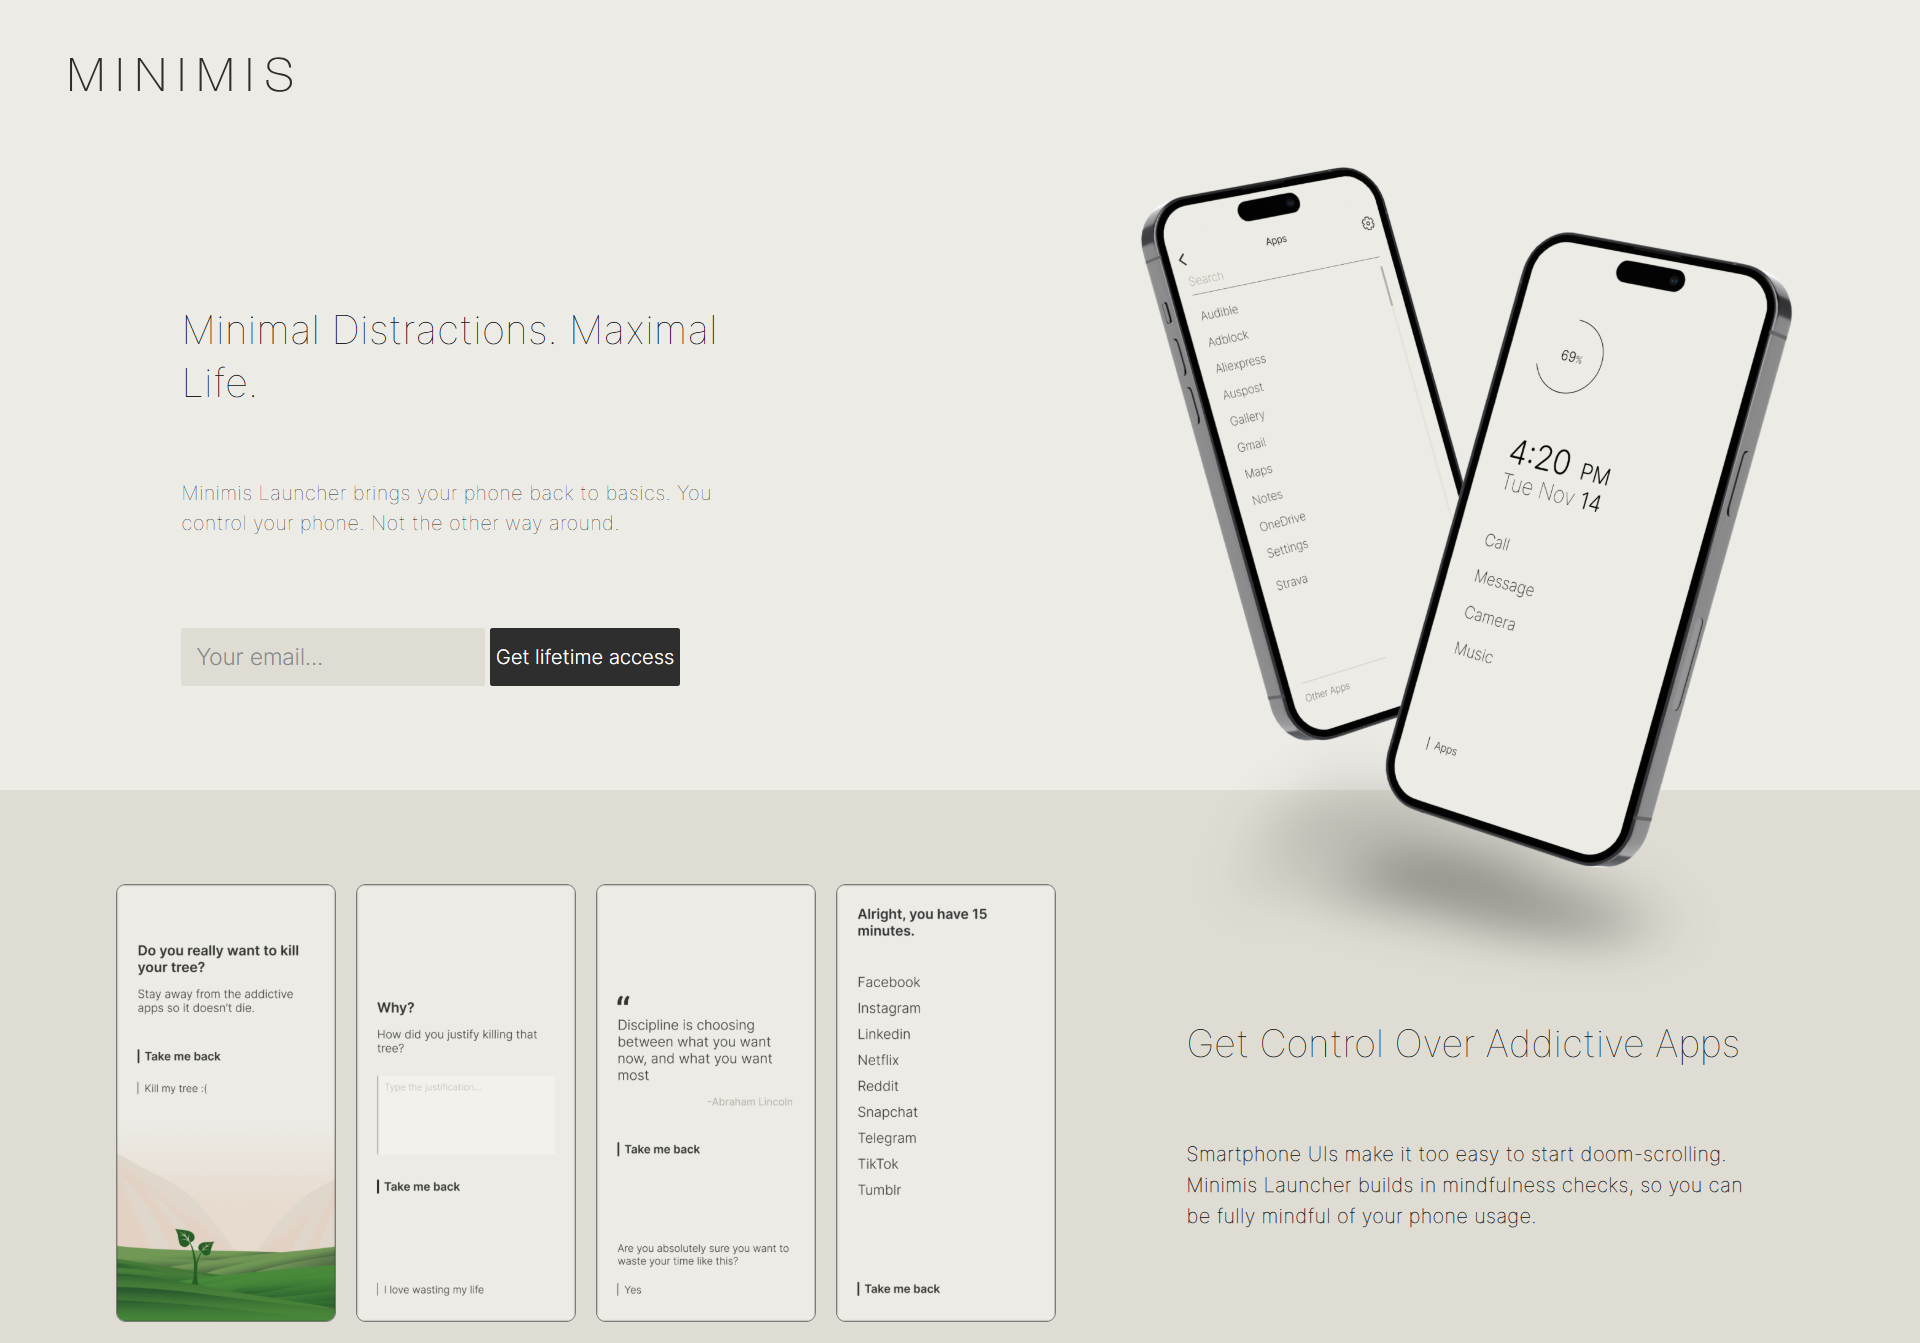 MINIMIS
Minimal Distractions. Maximal
Life.
Minimis Launcher brings your phone back to basics. You
control your phone. Not the other way around.
Your email...
Get lifetime access
Apps
Search
Audible
Adblock
Aliexpress
Auspost
Gallery
Gmail
Maps
Notes
OneDrive
Settings
Strava
Other Apps
69%
4:20 PM
Tue Nov 14
Call
Message
Camera
Music
Apps
Do you really want to kill
your tree?
Stay away from the addictive
apps so it doesn't die.
Take me back
Kill my tree :(
Why?
How did you justify killing that
tree?
Type the justification...
Take me back
I love wasting my life
“
Discipline is choosing
between what you want
now, and what you want
most
-Abraham Lincoln
Take me back
Are you absolutely sure you want to
waste your time like this?
Yes
Alright, you have 15
minutes.
Facebook
Instagram
Linkedin
Netflix
Reddit
Snapchat
Telegram
TikTok
Tumblr
Take me back
Get Control Over Addictive Apps
Smartphone UIs make it too easy to start doom-scrolling.
Minimis Launcher builds in mindfulness checks, so you can
be fully mindful of your phone usage.